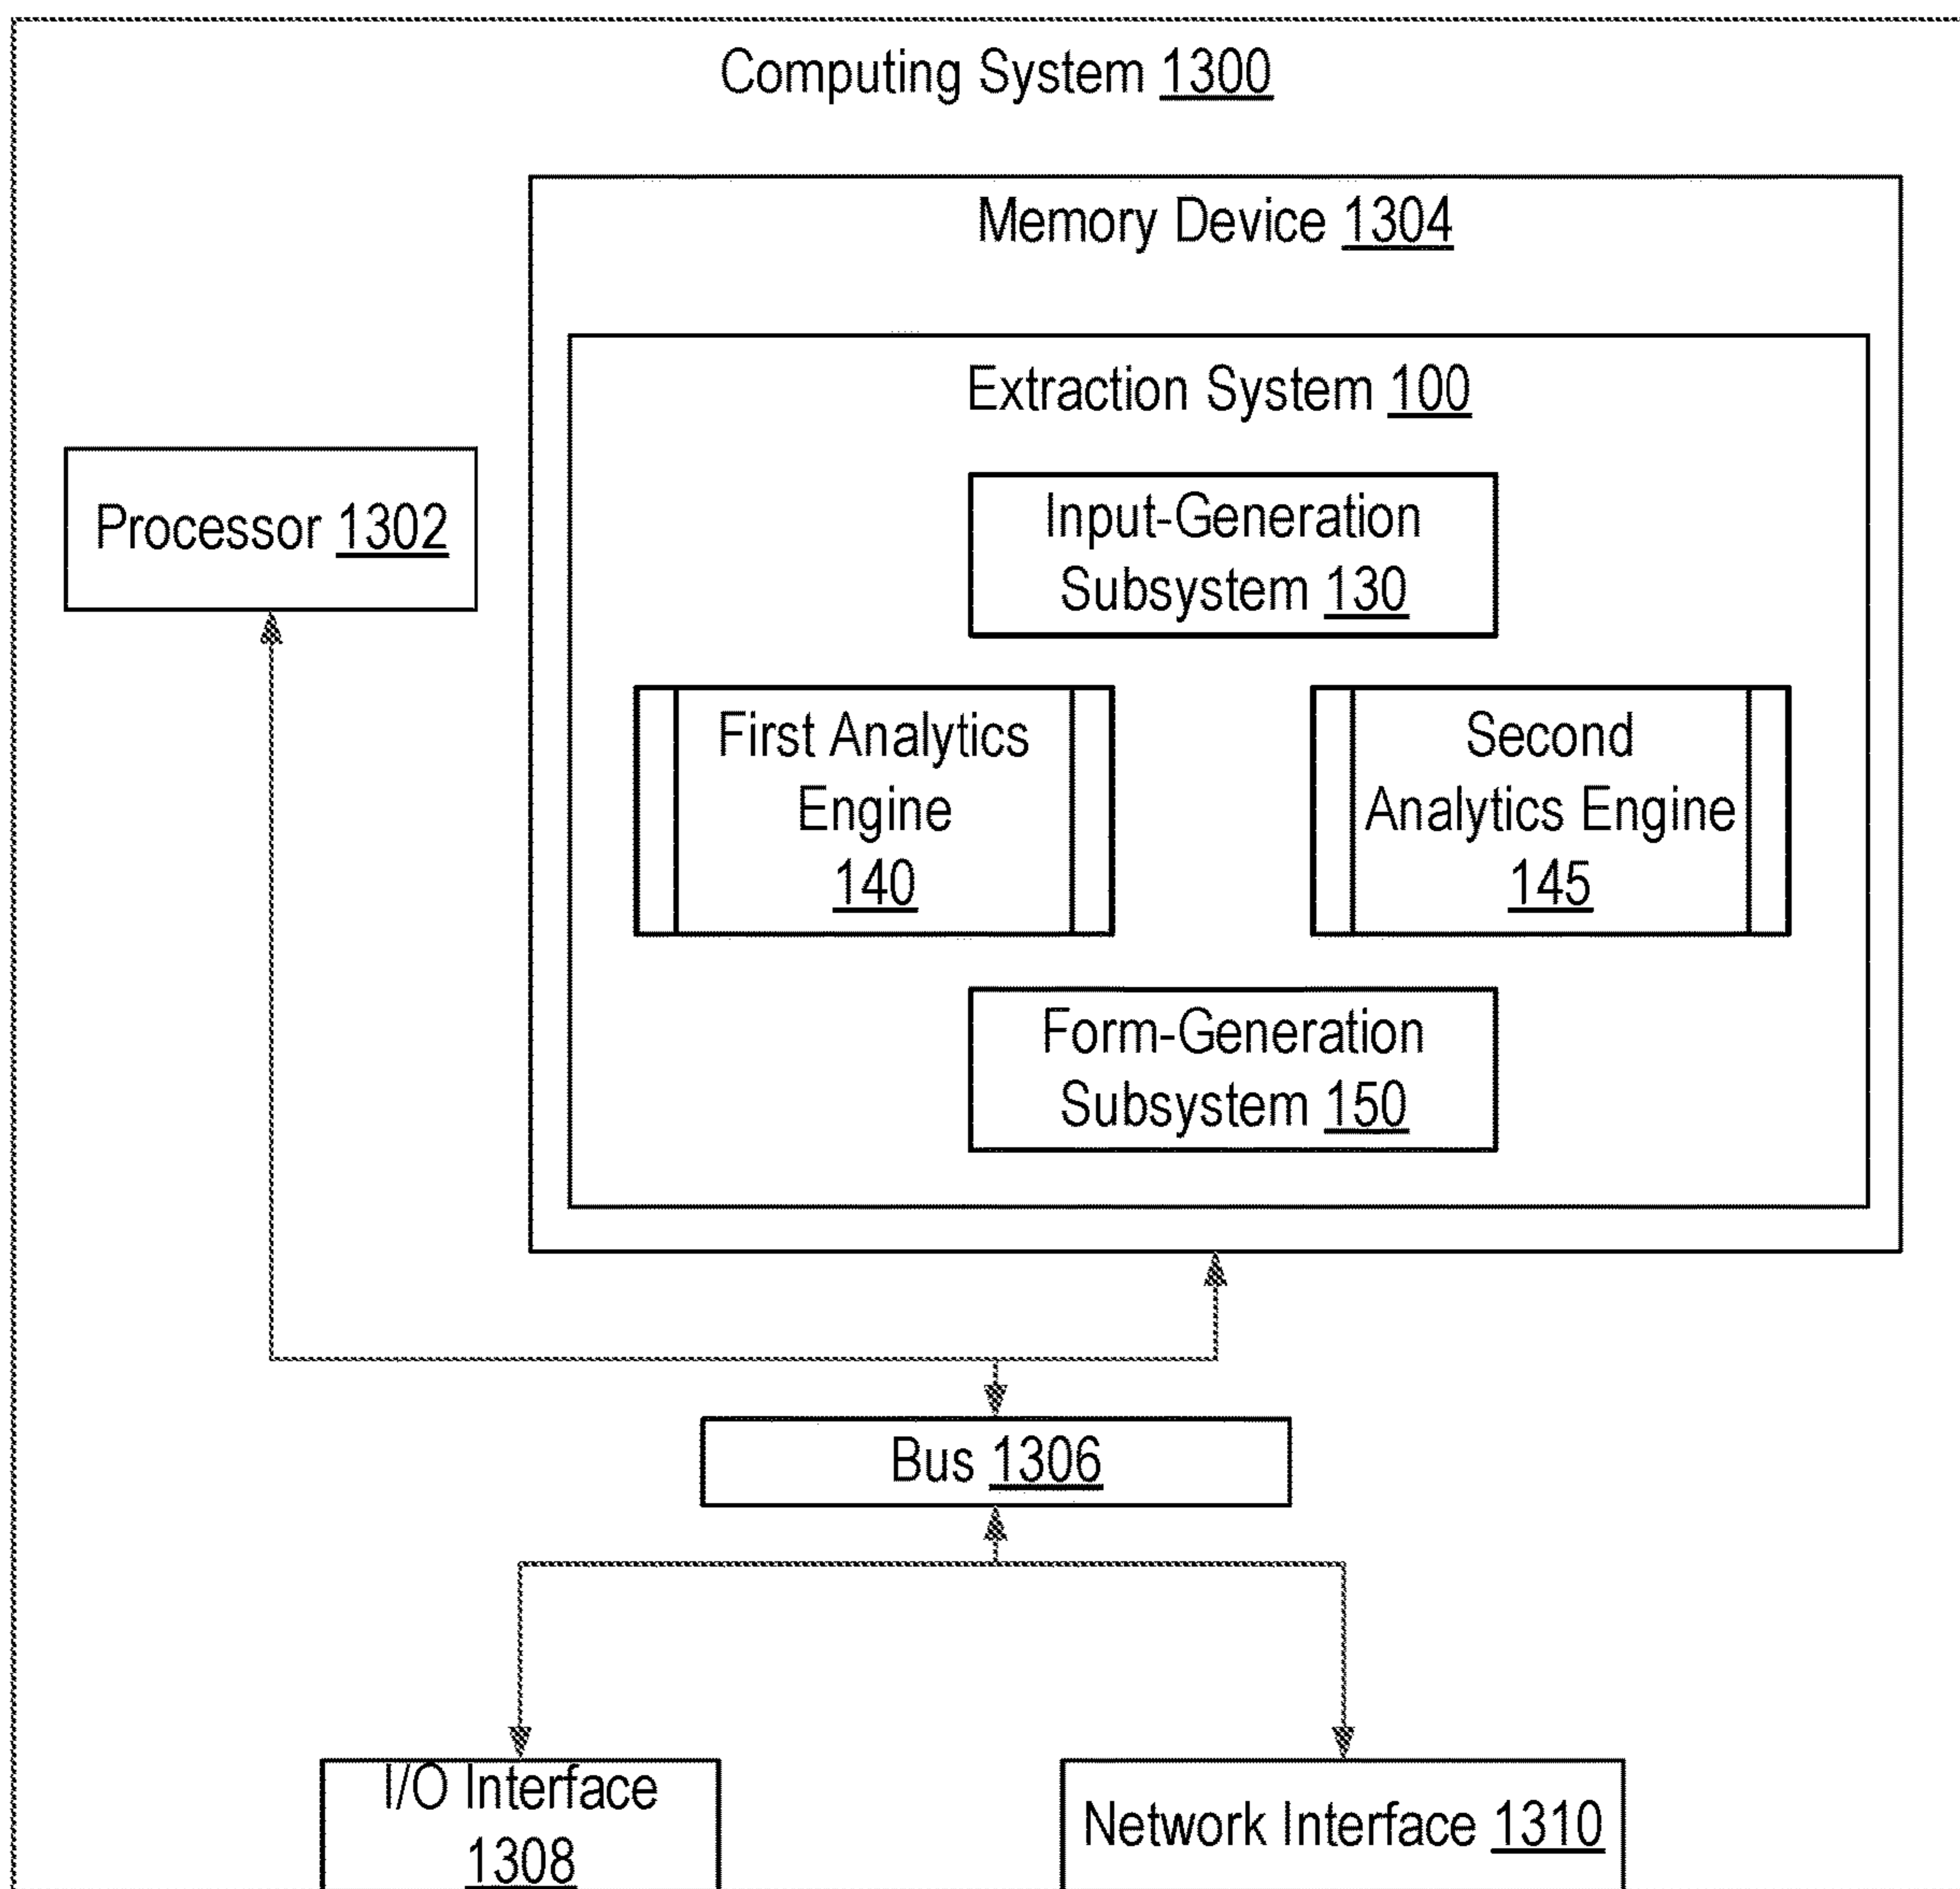 Computing System 1300
Memory Device 1304
Extraction System 100
Processor 1302
Input-Generation
Subsystem 130
First Analytics
Engine
140
Second
Analytics Engine
145
Form-Generation
Subsystem 150
Bus 1306
I/O Interface
1308
Network Interface 1310